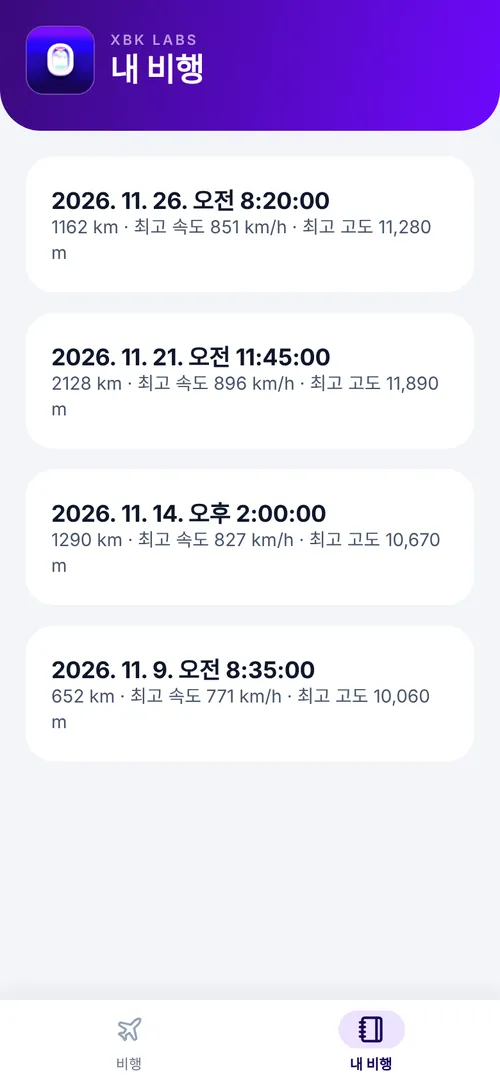 XBK LABS
내 비행
2026. 11. 26. 오전 8:20:00
1162 km · 최고 속도 851 km/h · 최고 고도 11,280
m
2026. 11. 21. 오전 11:45:00
2128 km · 최고 속도 896 km/h · 최고 고도 11,890
m
2026. 11. 14. 오후 2:00:00
1290 km · 최고 속도 827 km/h · 최고 고도 10,670
m
2026. 11. 9. 오전 8:35:00
652 km · 최고 속도 771 km/h · 최고 고도 10,060
m
비행
내 비행